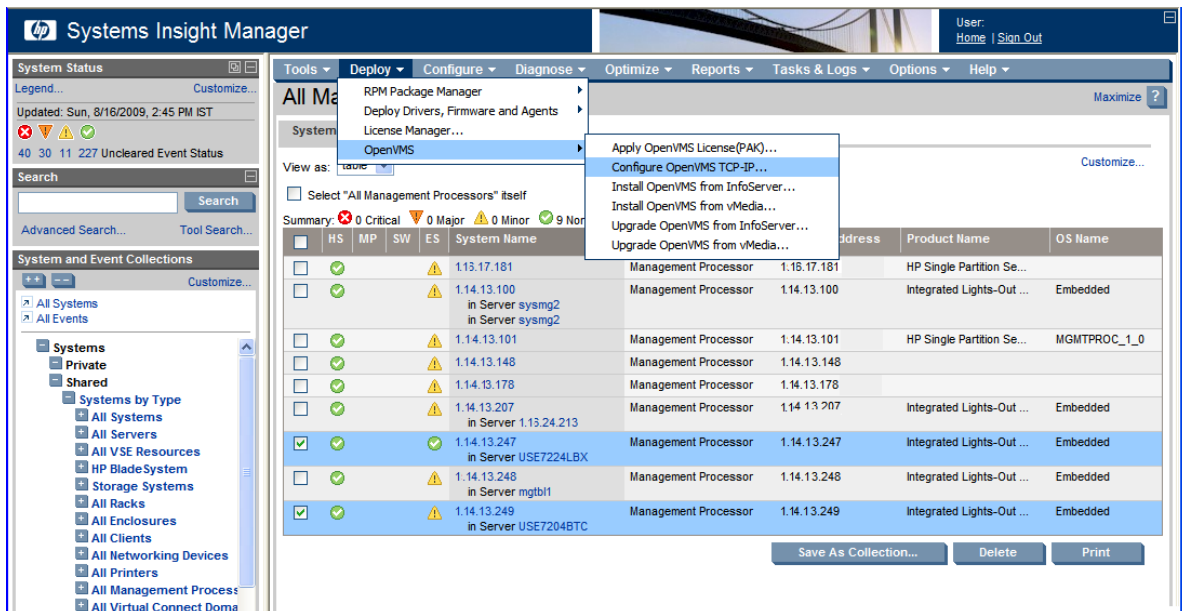 hp Systems Insight Manager
User:
Home | Sign Out
System Status
Legend... Customize...
Updated: Sun, 8/16/2009, 2:45 PM IST
40 30 11 227 Uncleared Event Status
Search
Search
Advanced Search... Tool Search...
System and Event Collections
++ -- Customize...
All Systems
All Events
Systems
Private
Shared
Systems by Type
All Systems
All Servers
All VSE Resources
HP BladeSystem
Storage Systems
All Racks
All Enclosures
All Clients
All Networking Devices
All Printers
All Management Process
All Virtual Connect Doma
Tools Deploy Configure Diagnose Optimize Reports Tasks & Logs Options Help
All Ma
Maximize ?
RPM Package Manager
Deploy Drivers, Firmware and Agents
License Manager...
OpenVMS
Apply OpenVMS License(PAK)...
Configure OpenVMS TCP-IP...
Install OpenVMS from InfoServer...
Install OpenVMS from vMedia...
Upgrade OpenVMS from InfoServer...
Upgrade OpenVMS from vMedia...
System
View as: table
Customize...
Select "All Management Processors" itself
Summary: 0 Critical 0 Major 0 Minor 9 Nor
HS MP SW ES System Name ddress Product Name OS Name
1.16.17.181 Management Processor 1.16.17.181 HP Single Partition Se...
1.14.13.100 Management Processor 1.14.13.100 Integrated Lights-Out ... Embedded
in Server sysmg2
in Server sysmg2
1.14.13.101 Management Processor 1.14.13.101 HP Single Partition Se... MGMTPROC_1_0
1.14.13.148 Management Processor 1.14.13.148
1.14.13.178 Management Processor 1.14.13.178
1.14.13.207 Management Processor 1.14.13.207 Integrated Lights-Out ... Embedded
in Server 1.16.24.213
1.14.13.247 Management Processor 1.14.13.247 Integrated Lights-Out ... Embedded
in Server USE7224LBX
1.14.13.248 Management Processor 1.14.13.248 Integrated Lights-Out ... Embedded
in Server mgtbl1
1.14.13.249 Management Processor 1.14.13.249 Integrated Lights-Out ... Embedded
in Server USE7204BTC
Save As Collection... Delete Print